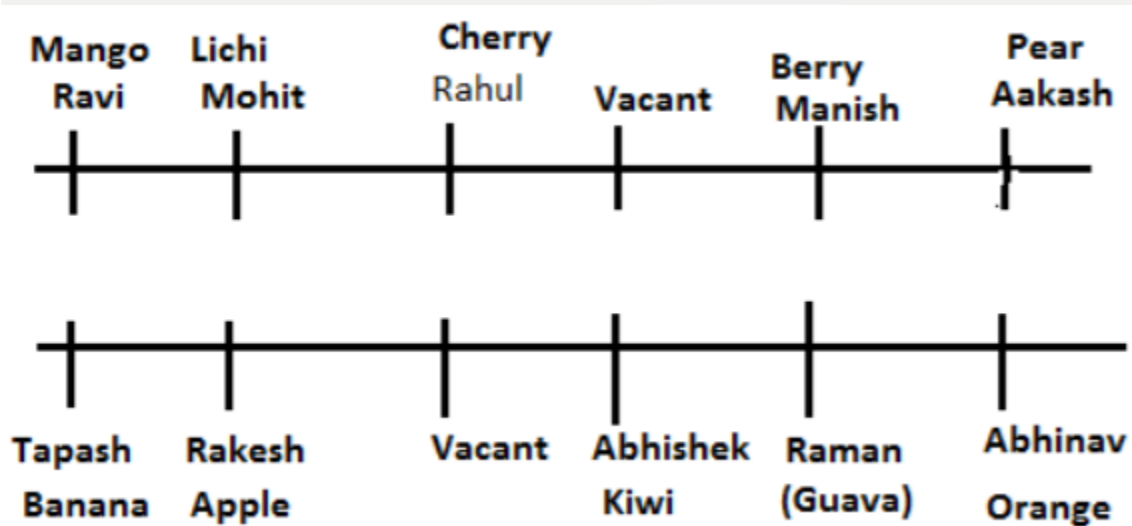 Mango Lichi Cherry Berry Pear
Ravi Mohit Rahul Vacant Manish Aakash
Tapash Rakesh Vacant Abhishek Raman Abhinav
Banana Apple Kiwi (Guava) Orange